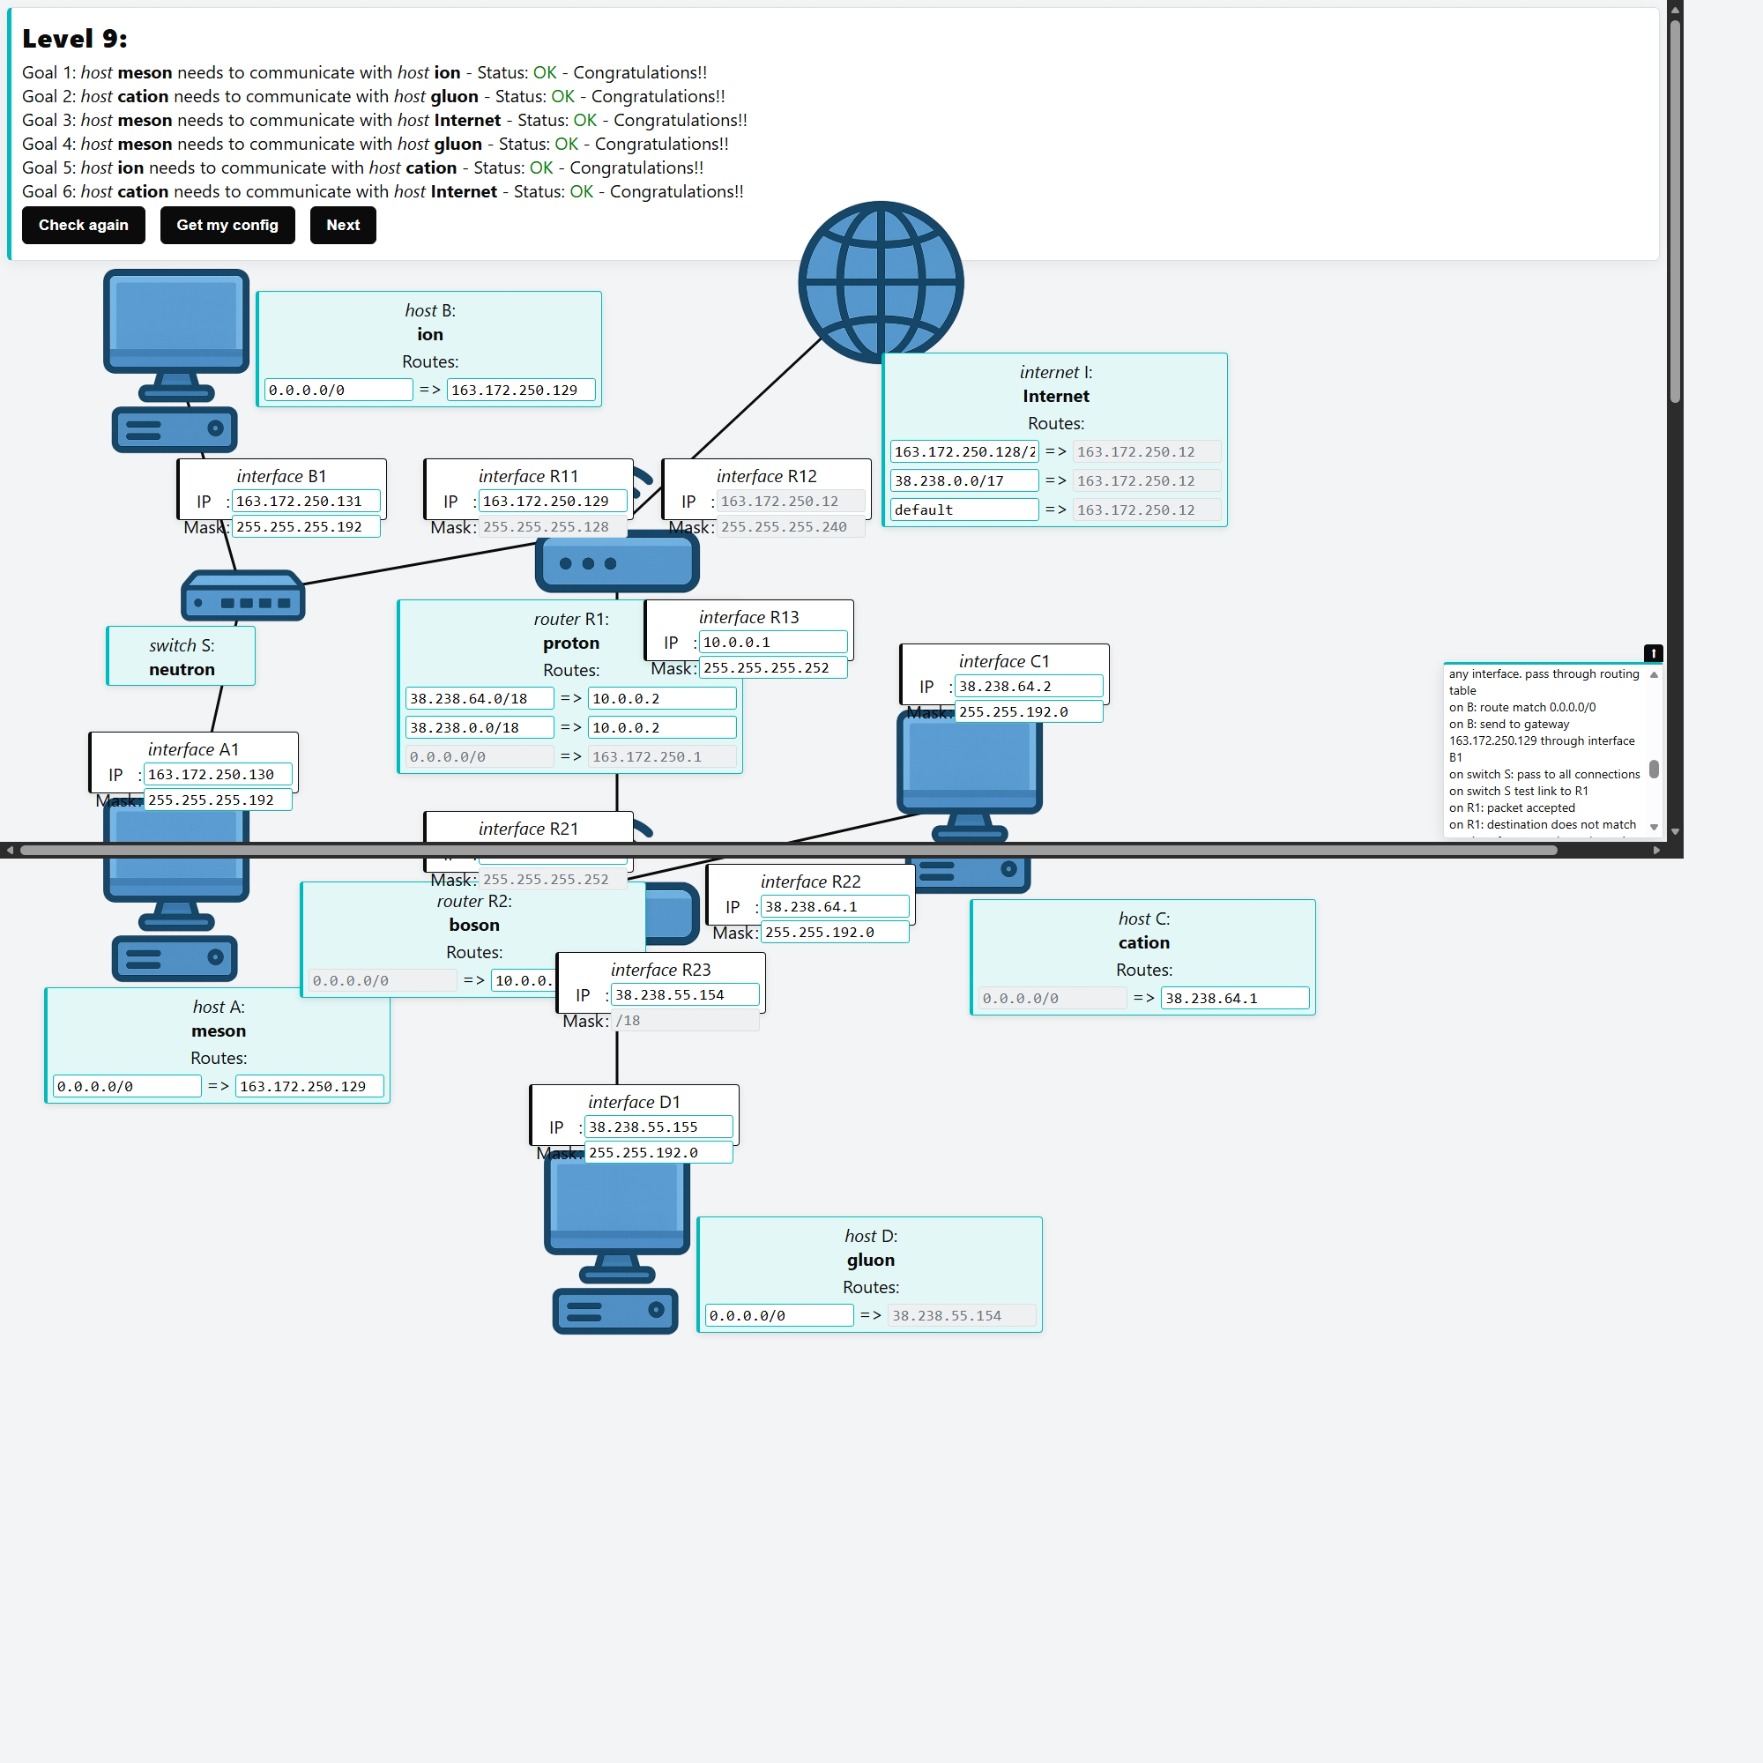 Level 9:
Goal 1: host meson needs to communicate with host ion - Status: OK - Congratulations!!
Goal 2: host cation needs to communicate with host gluon - Status: OK - Congratulations!!
Goal 3: host meson needs to communicate with host Internet - Status: OK - Congratulations!!
Goal 4: host meson needs to communicate with host gluon - Status: OK - Congratulations!!
Goal 5: host ion needs to communicate with host cation - Status: OK - Congratulations!!
Goal 6: host cation needs to communicate with host Internet - Status: OK - Congratulations!!
Check again Get my config Next
host B:
ion
Routes:
0.0.0.0/0 => 163.172.250.129
internet I:
Internet
Routes:
163.172.250.128/2 => 163.172.250.12
38.238.0.0/17 => 163.172.250.12
default => 163.172.250.12
interface B1
IP : 163.172.250.131
Mask: 255.255.255.192
interface R11
IP : 163.172.250.129
Mask: 255.255.255.128
interface R12
IP : 163.172.250.12
Mask: 255.255.255.240
switch S:
neutron
router R1:
proton
Routes:
38.238.64.0/18 => 10.0.0.2
38.238.0.0/18 => 10.0.0.2
0.0.0.0/0 => 163.172.250.1
interface R13
IP : 10.0.0.1
Mask: 255.255.255.252
interface C1
IP : 38.238.64.2
Mask: 255.255.192.0
any interface. pass through routing
table
on B: route match 0.0.0.0/0
on B: send to gateway
163.172.250.129 through interface
B1
on switch S: pass to all connections
on switch S test link to R1
on R1: packet accepted
on R1: destination does not match
interface A1
IP : 163.172.250.130
Mask: 255.255.255.192
interface R21
Mask: 255.255.255.252
router R2:
boson
Routes:
0.0.0.0/0 => 10.0.0.
interface R22
IP : 38.238.64.1
Mask: 255.255.192.0
interface R23
IP : 38.238.55.154
Mask: /18
host C:
cation
Routes:
0.0.0.0/0 => 38.238.64.1
host A:
meson
Routes:
0.0.0.0/0 => 163.172.250.129
interface D1
IP : 38.238.55.155
Mask: 255.255.192.0
host D:
gluon
Routes:
0.0.0.0/0 => 38.238.55.154